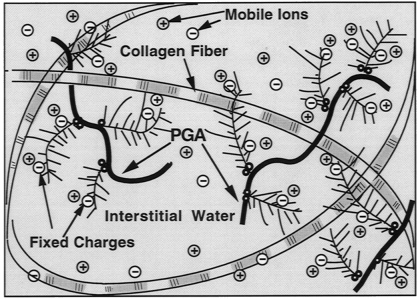 Mobile Ions
Collagen Fiber
PGA
Interstitial Water
Fixed Charges